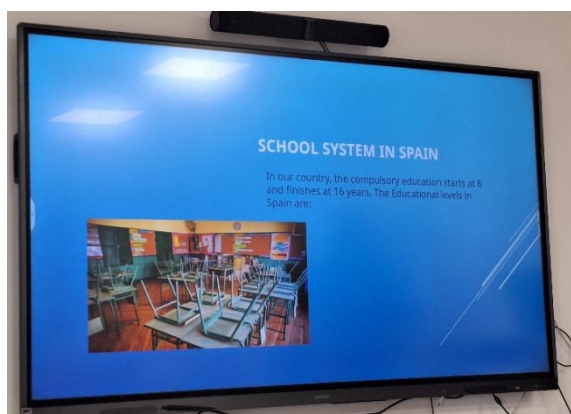 SCHOOL SYSTEM IN SPAIN
In our country, the compulsory education starts at 6
and finishes at 16 years. The Educational levels in
Spain are: